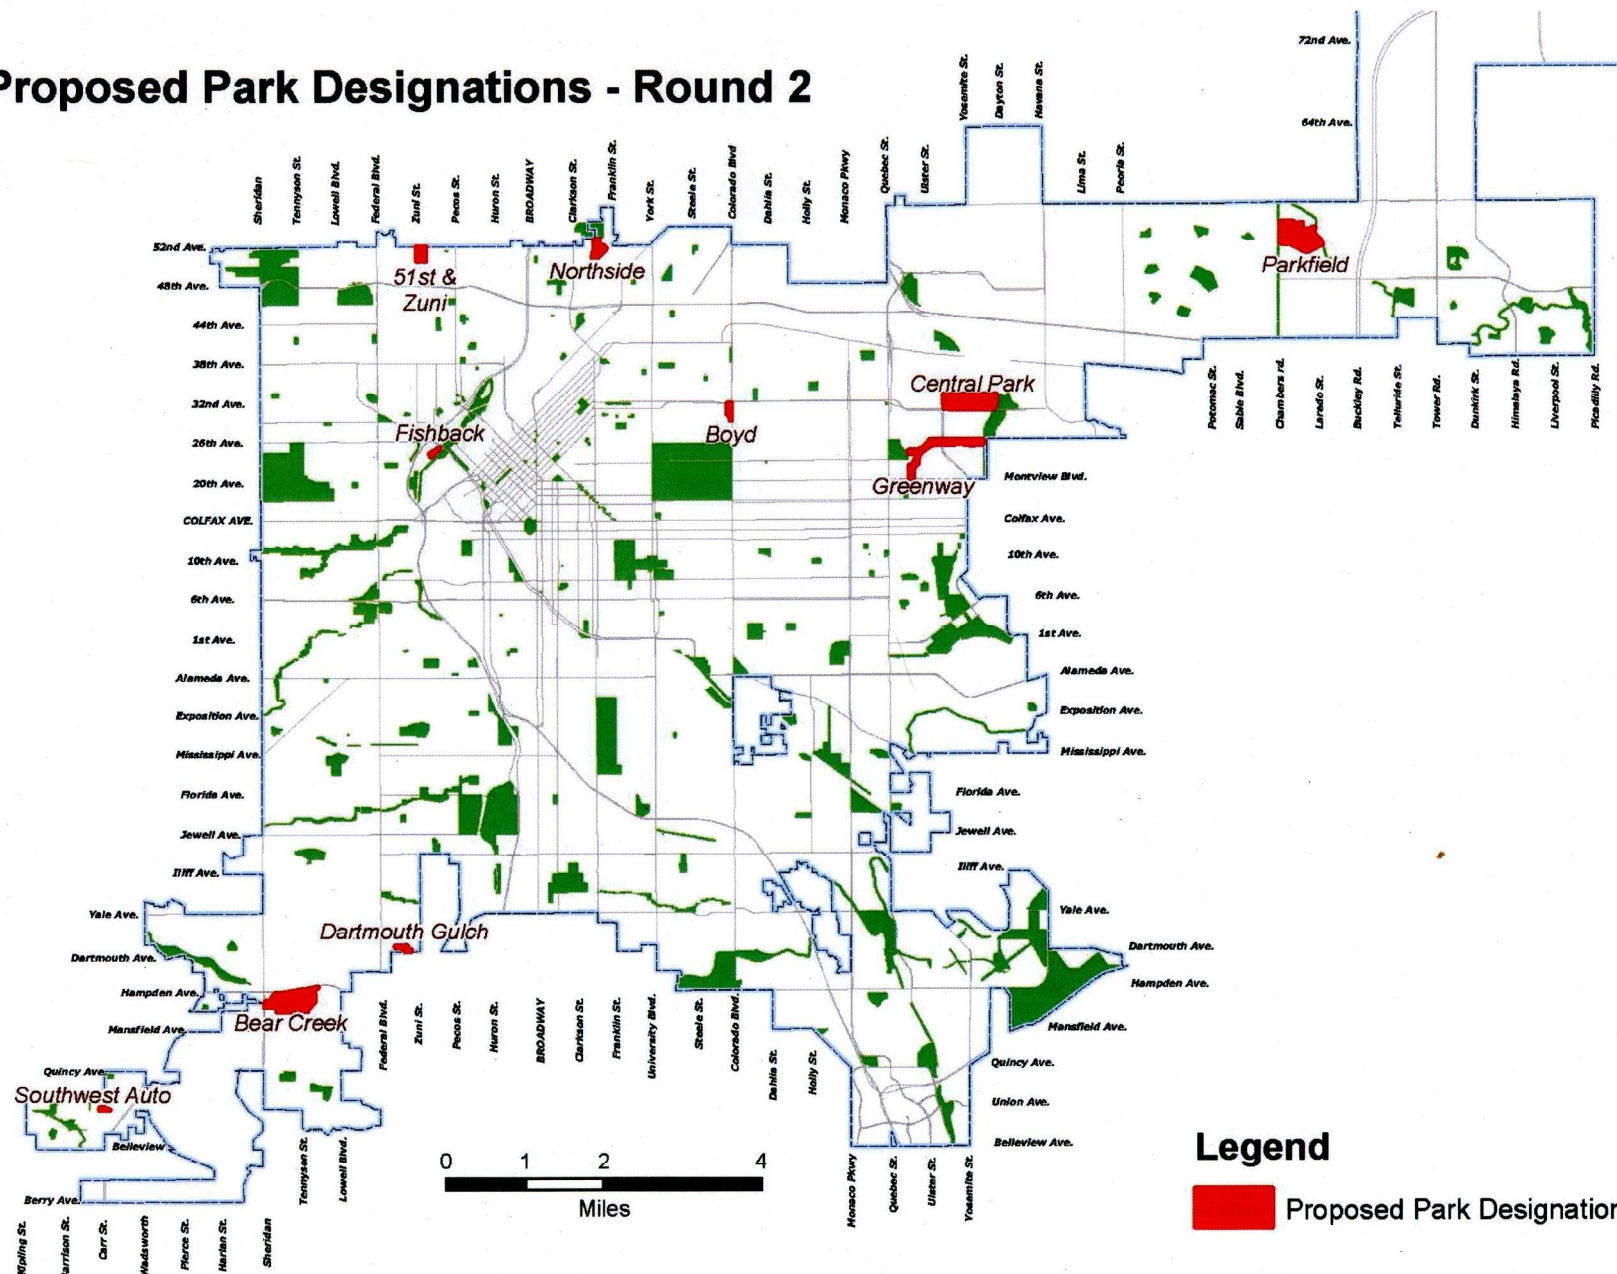 Proposed Park Designations - Round 2
72nd Ave.
64th Ave.
Yosemite St.
Dayton St.
Havana St.
Sheridan
Tennyson St.
Lowell Blvd.
Federal Blvd.
Zuni St.
Pecos St.
Huron St.
BROADWAY
Clarkson St.
Franklin St.
York St.
Steele St.
Colorado Blvd
Dahlia St.
Holly St.
Monaco Pkwy
Quebec St.
Ulster St.
Lima St.
Peoria St.
52nd Ave.
48th Ave.
44th Ave.
38th Ave.
32nd Ave.
26th Ave.
20th Ave.
COLFAX AVE.
10th Ave.
6th Ave.
1st Ave.
Alameda Ave.
Exposition Ave.
Mississippi Ave.
Florida Ave.
Jewell Ave.
Iliff Ave.
Yale Ave.
Dartmouth Ave.
Hampden Ave.
Mansfield Ave.
Quincy Ave.
Belleview
Berry Ave.
51st &
Zuni
Northside
Parkfield
Central Park
Fishback
Boyd
Greenway
Dartmouth Gulch
Bear Creek
Southwest Auto
Potomac St.
Sable Blvd.
Chambers rd.
Laredo St.
Buckley Rd.
Telluride St.
Tower Rd.
Dunkirk St.
Himalaya Rd.
Liverpool St.
Picadilly Rd.
Montview Blvd.
Colfax Ave.
10th Ave.
6th Ave.
1st Ave.
Alameda Ave.
Exposition Ave.
Mississippi Ave.
Florida Ave.
Jewell Ave.
Iliff Ave.
Yale Ave.
Dartmouth Ave.
Hampden Ave.
Mansfield Ave.
Quincy Ave.
Union Ave.
Belleview Ave.
Federal Blvd.
Zuni St.
Pecos St.
Huron St.
BROADWAY
Clarkson St.
Franklin St.
University Blvd.
Steele St.
Colorado Blvd.
Dahlia St.
Holly St.
Monaco Pkwy
Quebec St.
Ulster St.
Yosemite St.
Tennyson St.
Lowell Blvd.
Kipling St.
arrison St.
Carr St.
Wadsworth
Pierce St.
Harlan St.
Sheridan
0 1 2 4
Miles
Legend
Proposed Park Designation